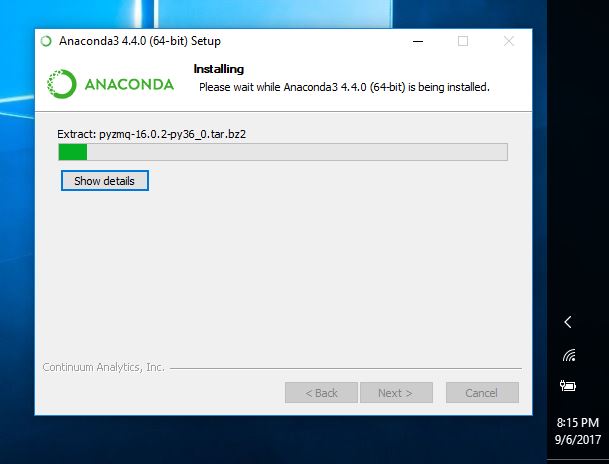 Anaconda3 4.4.0 (64-bit) Setup
ANACONDA
Installing
Please wait while Anaconda3 4.4.0 (64-bit) is being installed.
Extract: pyzmq-16.0.2-py36_0.tar.bz2
Show details
Continuum Analytics, Inc.
< Back
Next >
Cancel
8:15 PM
9/6/2017